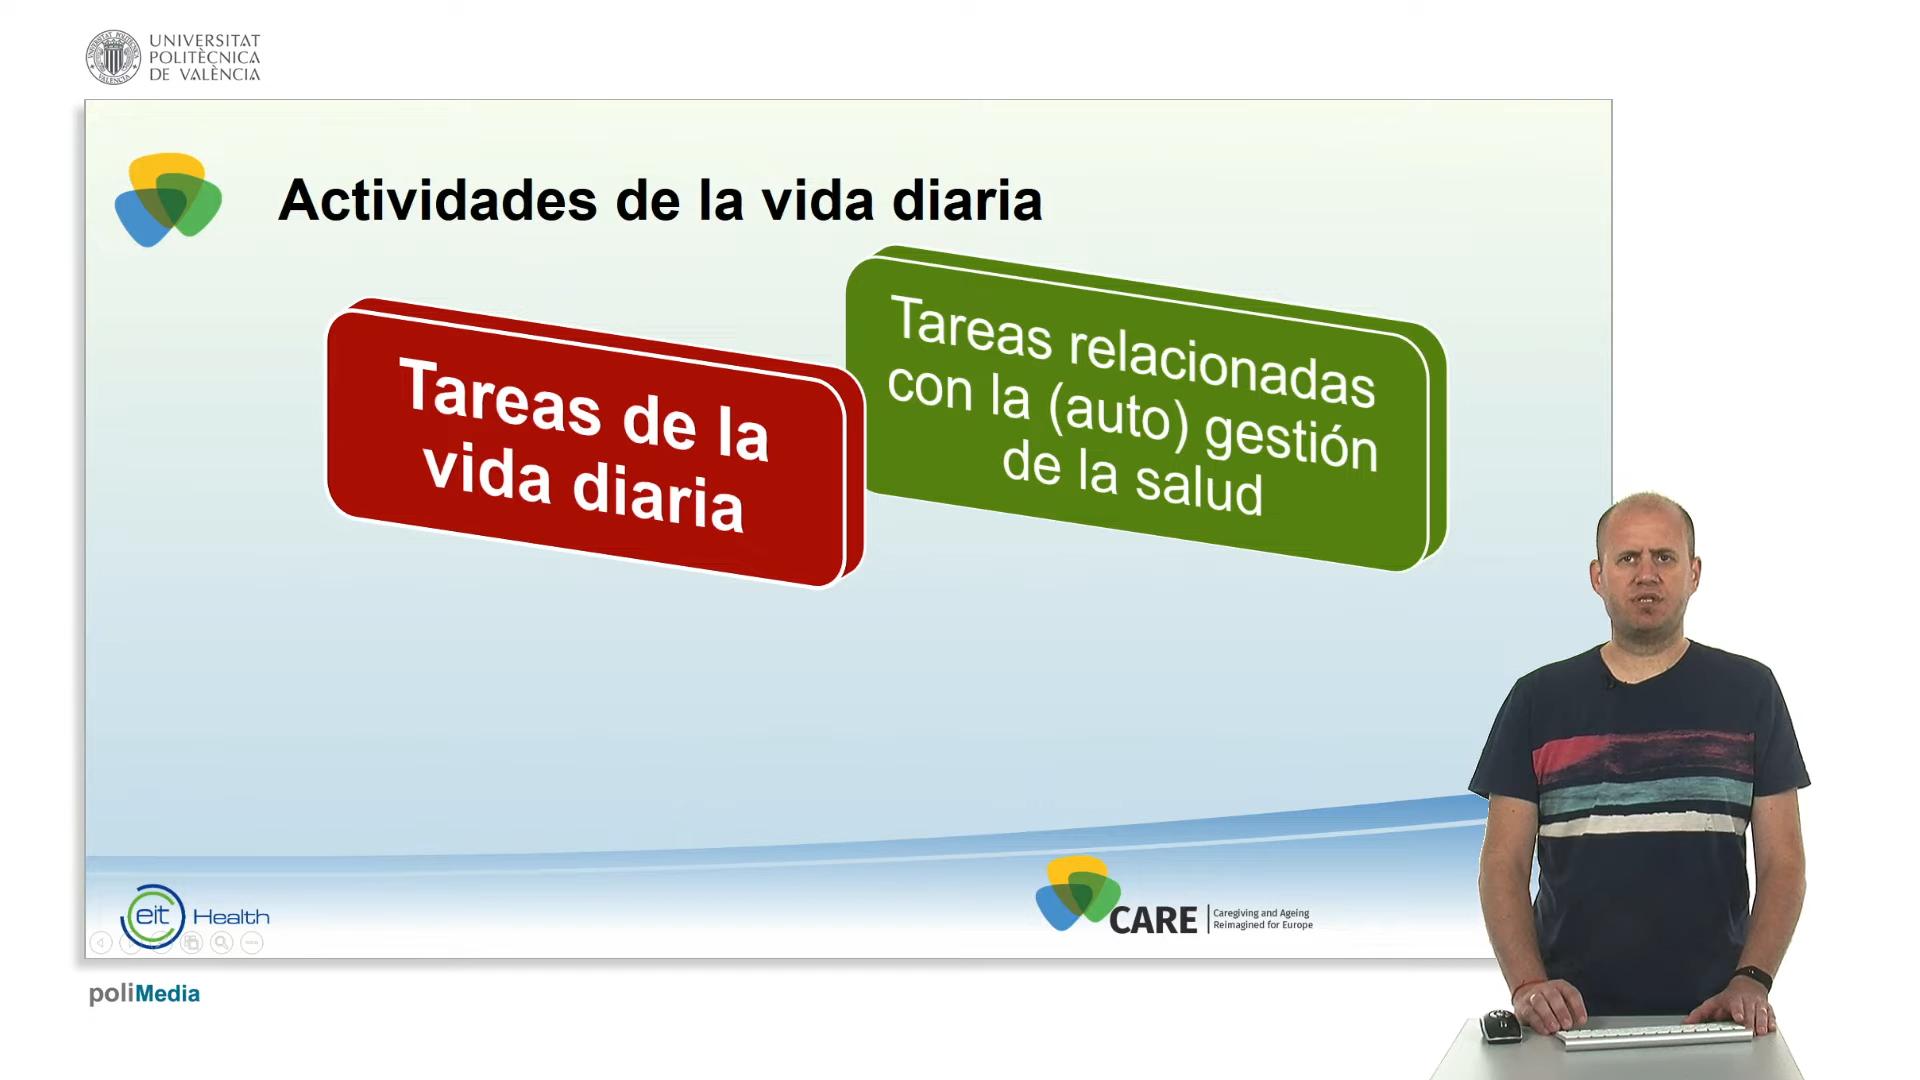 UNIVERSITAT
POLITÈCNICA
DE VALÈNCIA
Actividades de la vida diaria
Tareas de la
vida diaria
Tareas relacionadas
con la (auto) gestión
de la salud
eit Health
CARE
Caregiving and Ageing
Reimagined for Europe
poliMedia